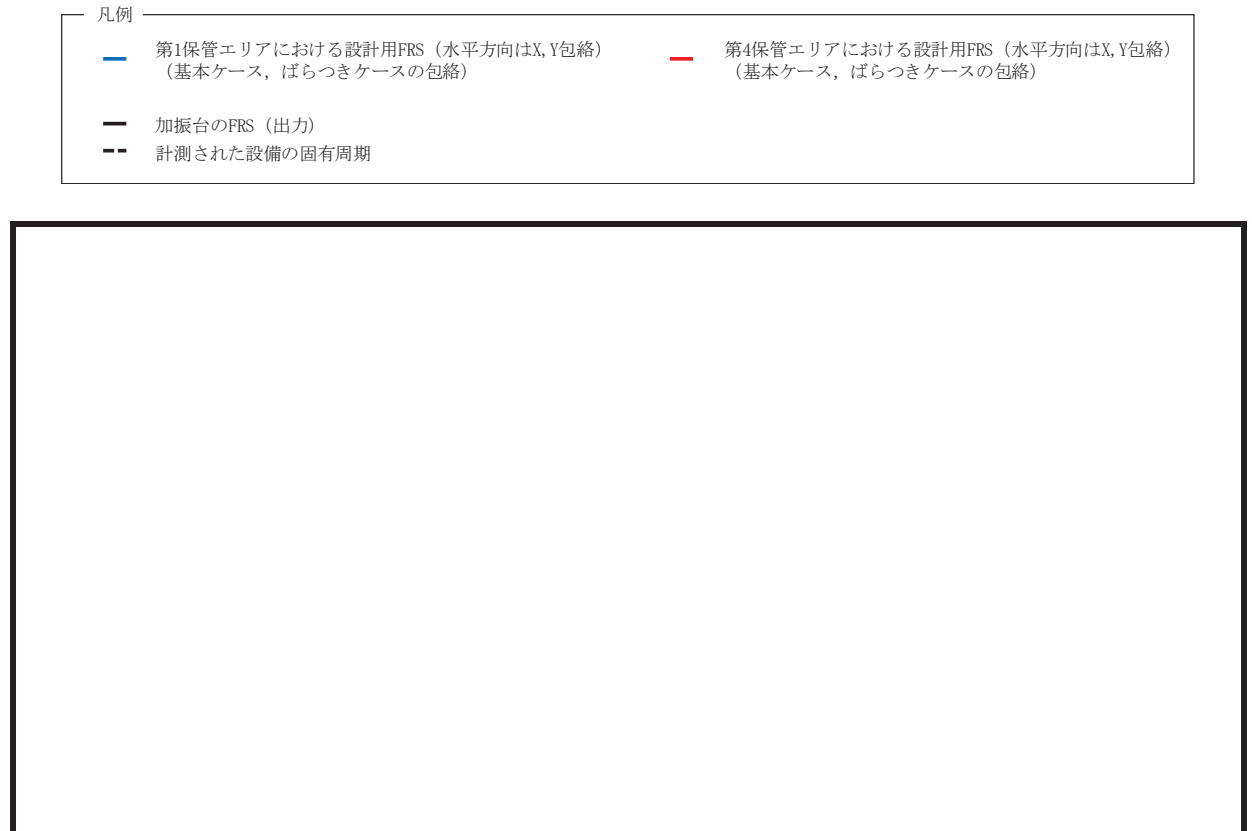 凡例
第1保管エリアにおける設計用FRS（水平方向はX,Y包絡）
（基本ケース，ばらつきケースの包絡）
第4保管エリアにおける設計用FRS（水平方向はX,Y包絡）
（基本ケース，ばらつきケースの包絡）
加振台のFRS（出力）
計測された設備の固有周期